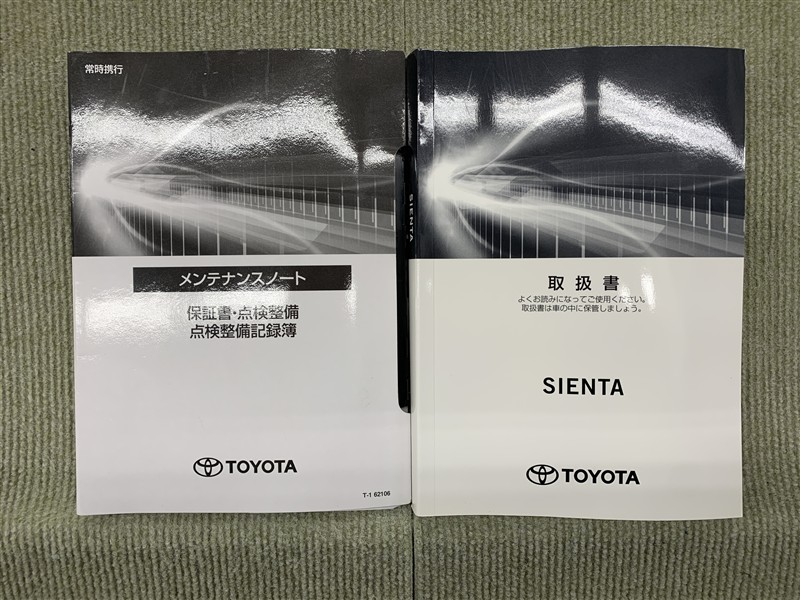 常時携行
メンテナンスノート
保証書・点検整備
点検整備記録簿
TOYOTA
T-1 62106
SIENTA
取扱書
よくお読みになってご使用ください。
取扱書は車の中に保管しましょう。
SIENTA
TOYOTA